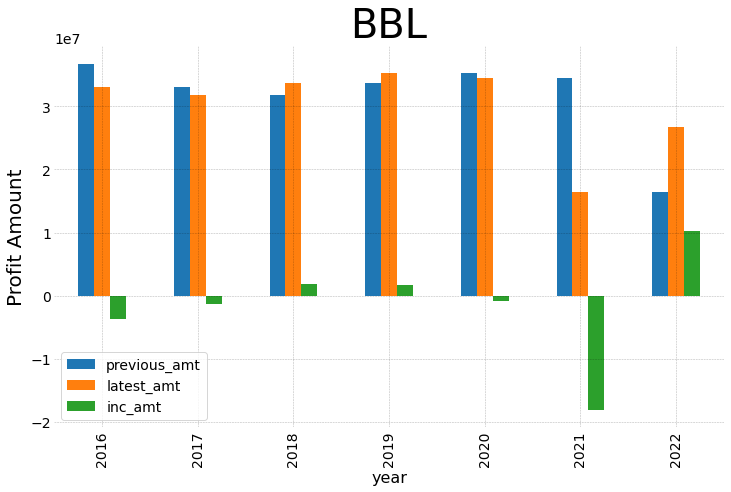 BBL
1e7
3
2
1
0
−1
−2
Profit Amount
previous_amt
latest_amt
inc_amt
2016
2017
2018
2019
2020
2021
2022
year